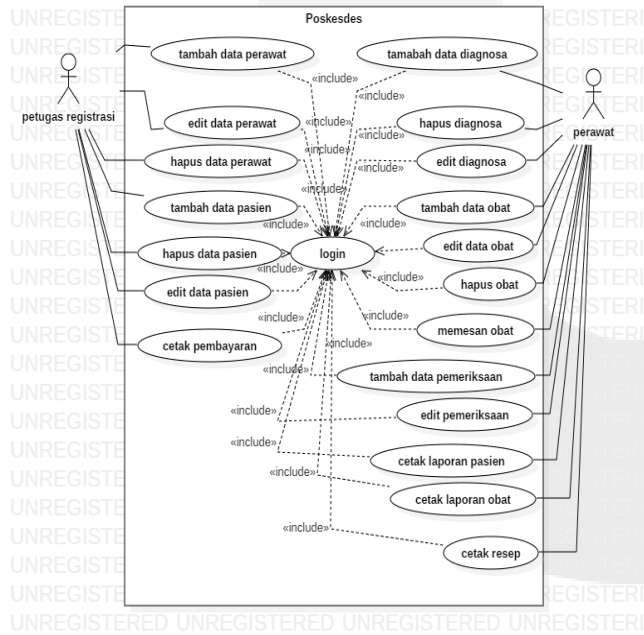 Poskesdes
tambah data perawat
tamabah data diagnosa
«include»
«include»
petugas registrasi
edit data perawat
«include»
hapus diagnosa
perawat
«include»
hapus perawat
«include»
edit diagnosa
«include»
«include»
tambah data pasien
tambah data obat
«include»
«include»
hapus data pasien
login
edit data obat
«include»
edit data pasien
«include»
hapus obat
«include»
«include»
memesan obat
cetak pembayaran
«include»
«include»
tambah data pemeriksaan
«include»
edit pemeriksaan
«include»
cetak laporan pasien
«include»
cetak laporan obat
«include»
cetak resep
UNREGISTERED UNREGISTERED UNREGISTERED UNREGISTERED